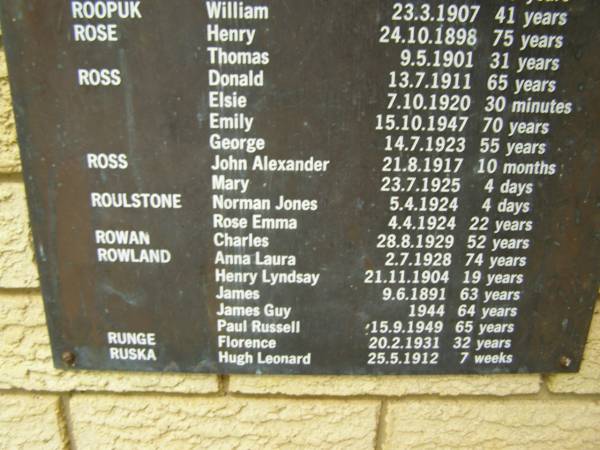 years
ROOPUK William 23.3.1907 41 years
ROSE Henry 24.10.1898 75 years
Thomas 9.5.1901 31 years
ROSS Donald 13.7.1911 65 years
Elsie 7.10.1920 30 minutes
Emily 15.10.1947 70 years
George 14.7.1923 55 years
ROSS John Alexander 21.8.1917 10 months
Mary 23.7.1925 4 days
ROULSTONE Norman Jones 5.4.1924 4 days
Rose Emma 4.4.1924 22 years
ROWAN Charles 28.8.1929 52 years
ROWLAND Anna Laura 2.7.1928 74 years
Henry Lyndsay 21.11.1904 19 years
James 9.6.1891 63 years
James Guy 1944 64 years
Paul Russell 15.9.1949 65 years
RUNGE Florence 20.2.1931 32 years
RUSKA Hugh Leonard 25.5.1912 7 weeks